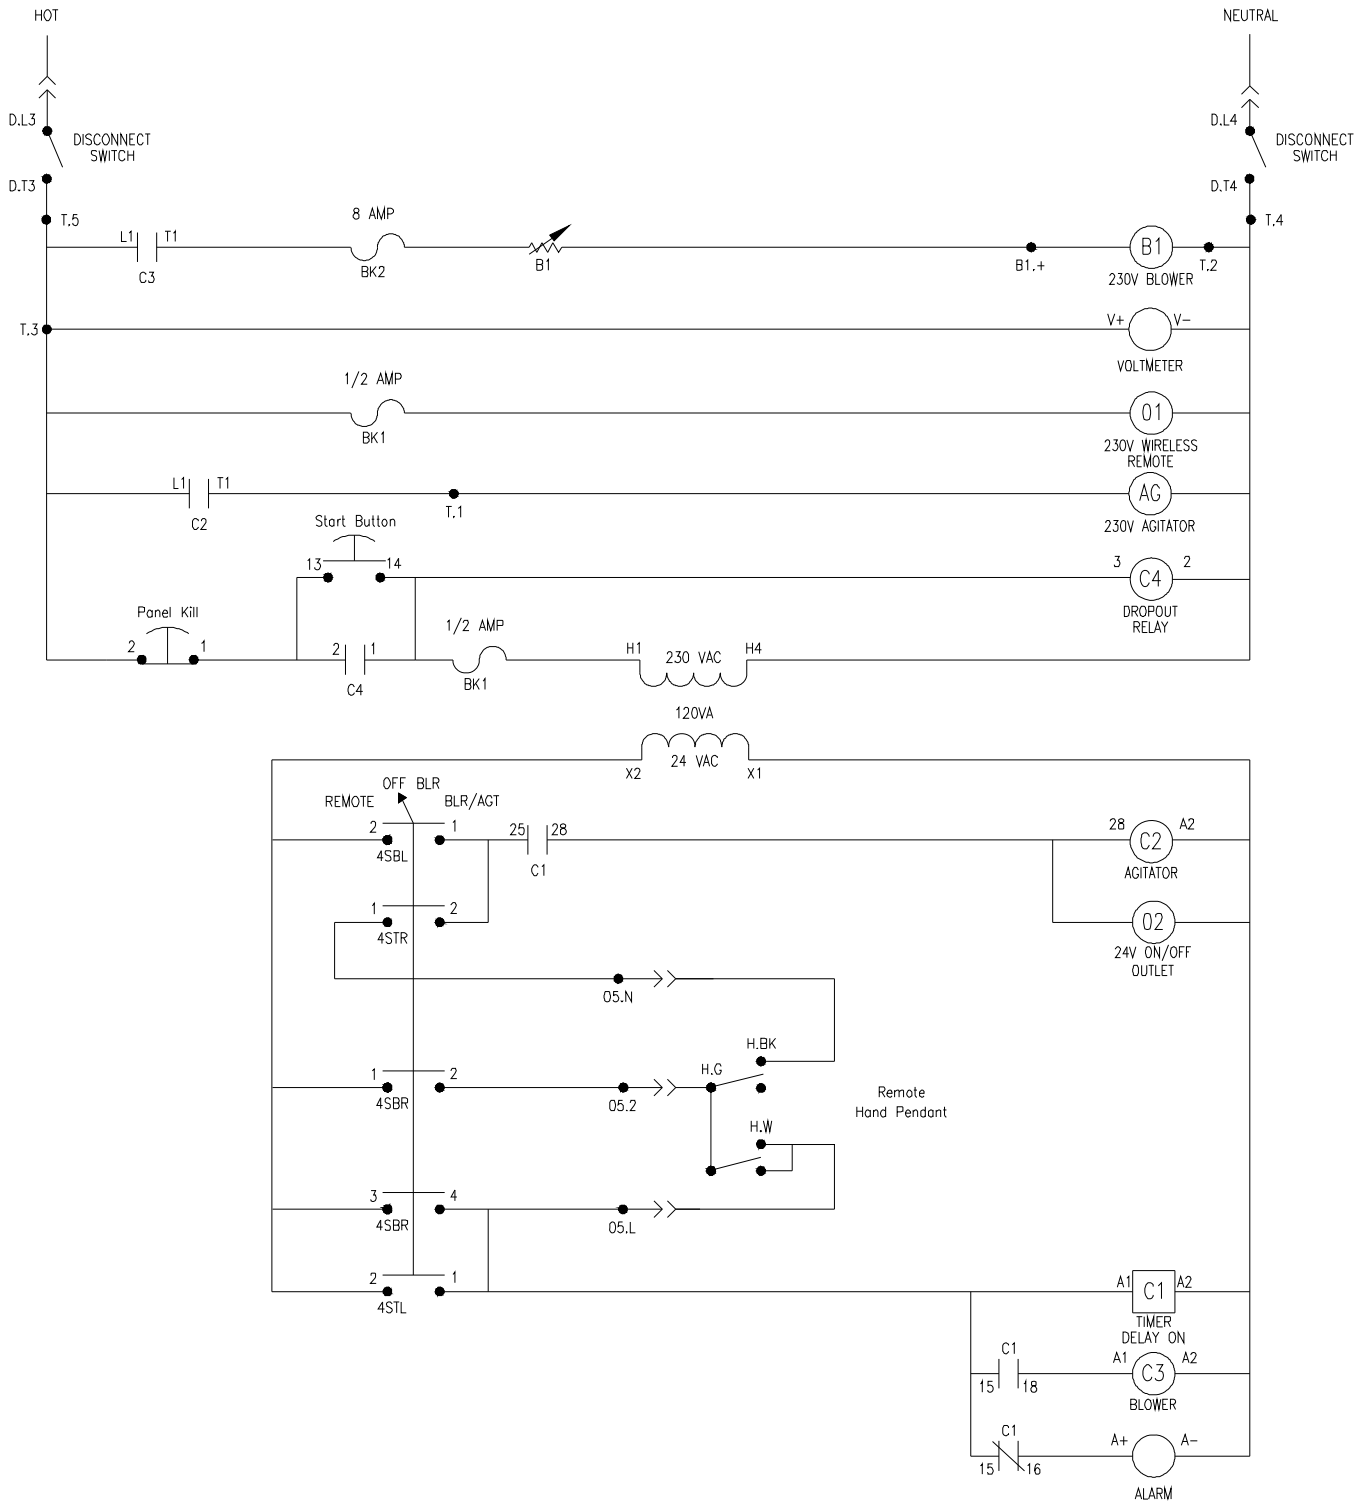 HOT
NEUTRAL
D.L3
DISCONNECT
SWITCH
D.T3
T.5
D.L4
DISCONNECT
SWITCH
D.T4
T.4
8 AMP
L1 T1
C3
BK2
B1
B1.+
B1
T.2
230V BLOWER
T.3
V+ V-
VOLTMETER
1/2 AMP
BK1
O1
230V WIRELESS
REMOTE
L1 T1
C2
T.1
AG
230V AGITATOR
Start Button
13 14
3 C4 2
DROPOUT
RELAY
Panel Kill
2 1
2 1
C4
1/2 AMP
BK1
H1 230 VAC H4
120VA
X2 24 VAC X1
OFF BLR
REMOTE BLR/AGT
2 1
4SBL
25 28
C1
28 C2 A2
AGITATOR
1 2
4STR
O2
24V ON/OFF
OUTLET
O5.N
H.BK
1 2
4SBR
O5.2
H.G
Remote
Hand Pendant
H.W
3 4
4SBR
O5.L
2 1
4STL
A1 C1 A2
TIMER
DELAY ON
C1
15 18
A1 C3 A2
BLOWER
C1
15 16
A+ A-
ALARM